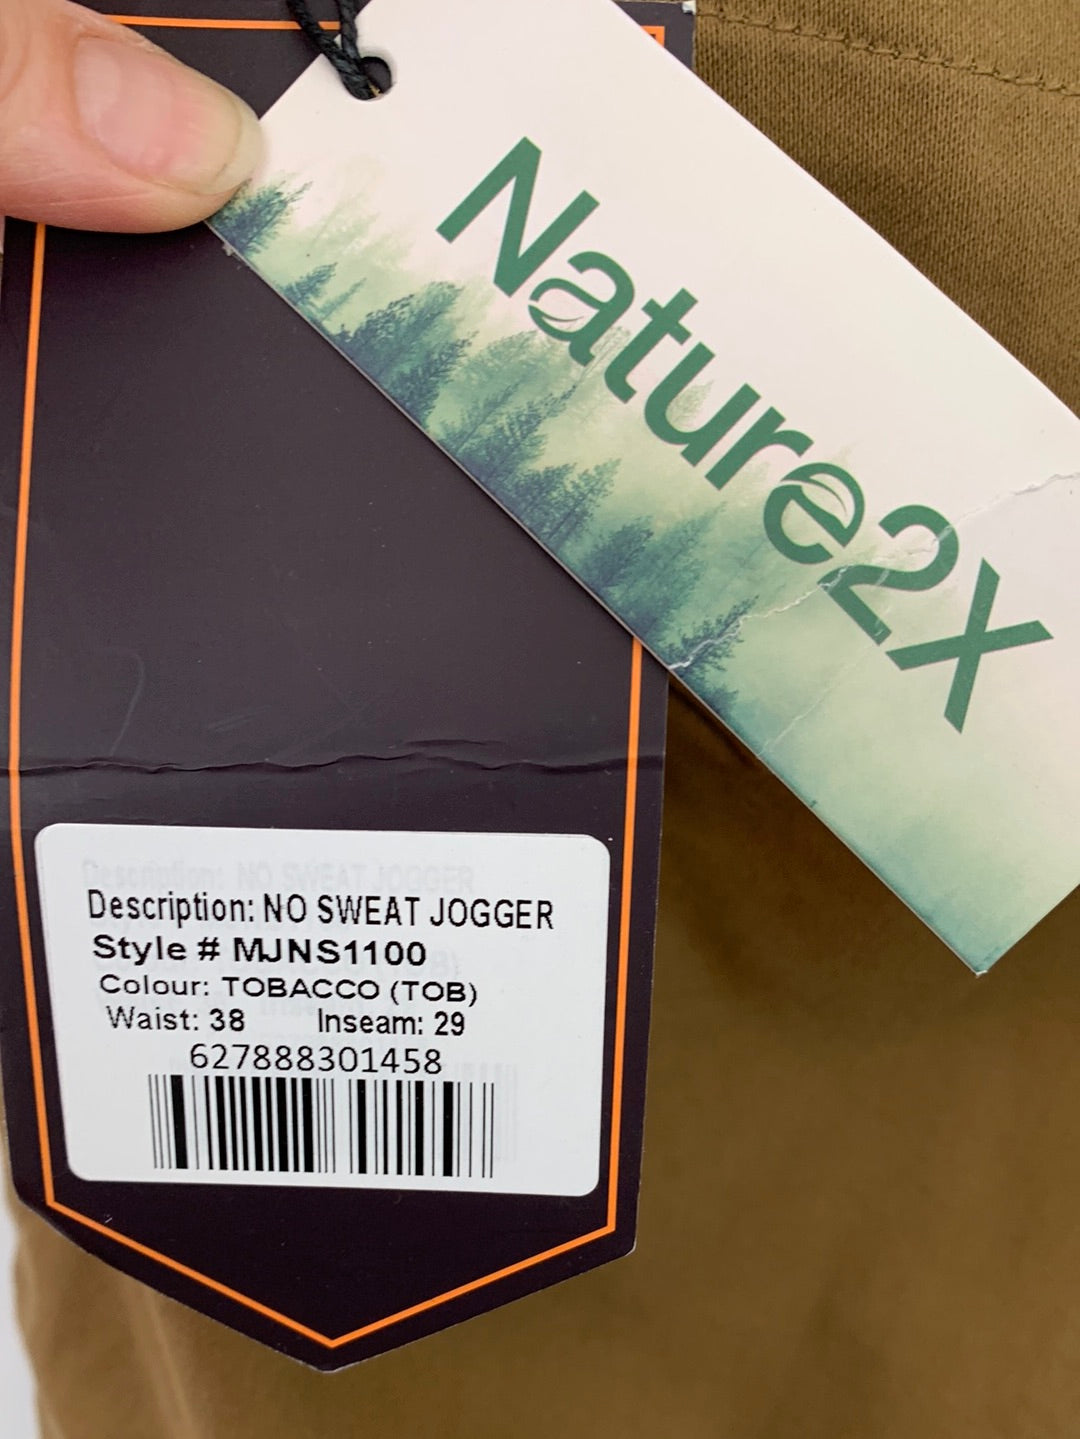 Nature2X
Description: NO SWEAT JOGGER
Style # MJNS1100
Colour: TOBACCO (TOB)
Waist: 38 Inseam: 29
627888301458